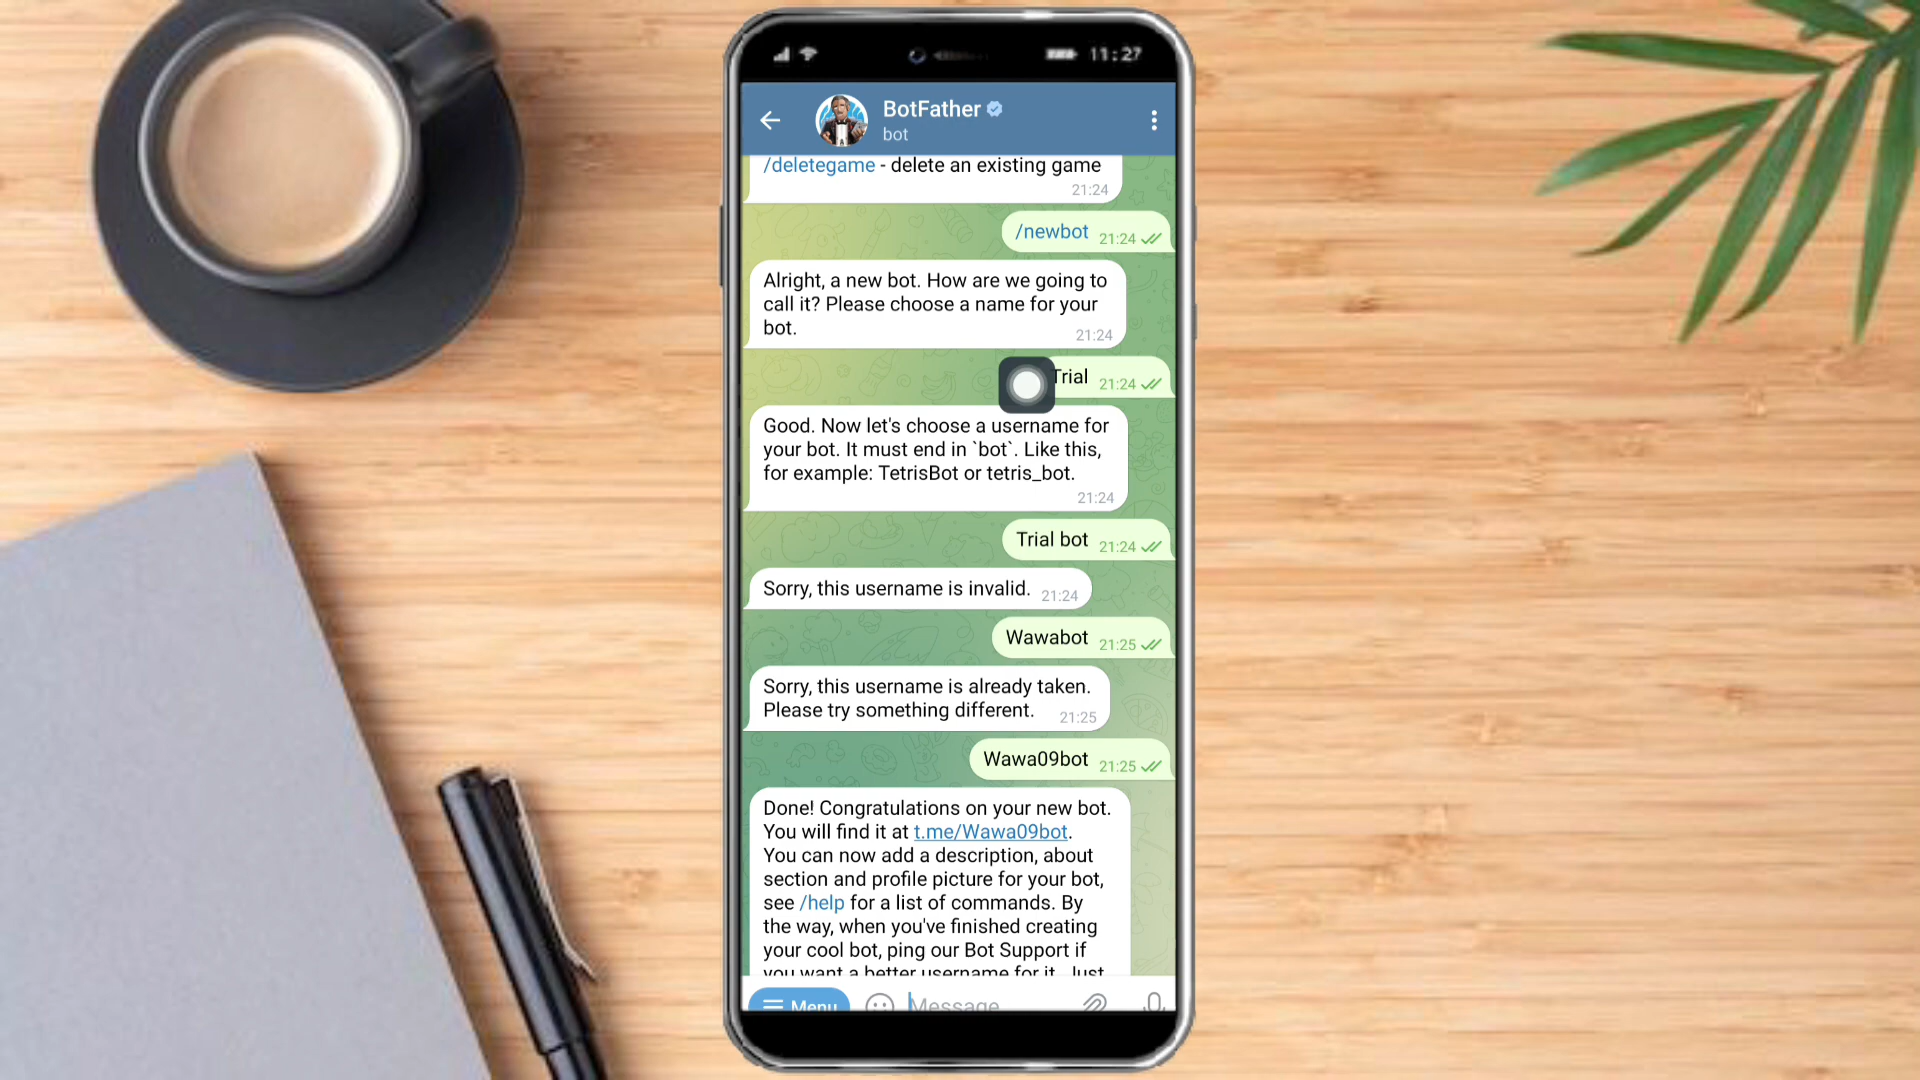 11:27
BotFather
bot
/deletegame - delete an existing game
21:24
/newbot 21:24
Alright, a new bot. How are we going to
call it? Please choose a name for your
bot. 21:24
Trial 21:24
Good. Now let's choose a username for
your bot. It must end in `bot`. Like this,
for example: TetrisBot or tetris_bot.
21:24
Trial bot 21:24
Sorry, this username is invalid. 21:24
Wawabot 21:25
Sorry, this username is already taken.
Please try something different. 21:25
Wawa09bot 21:25
Done! Congratulations on your new bot.
You will find it at t.me/Wawa09bot.
You can now add a description, about
section and profile picture for your bot,
see /help for a list of commands. By
the way, when you've finished creating
your cool bot, ping our Bot Support if
you want a better username for it. Just
Menu Message